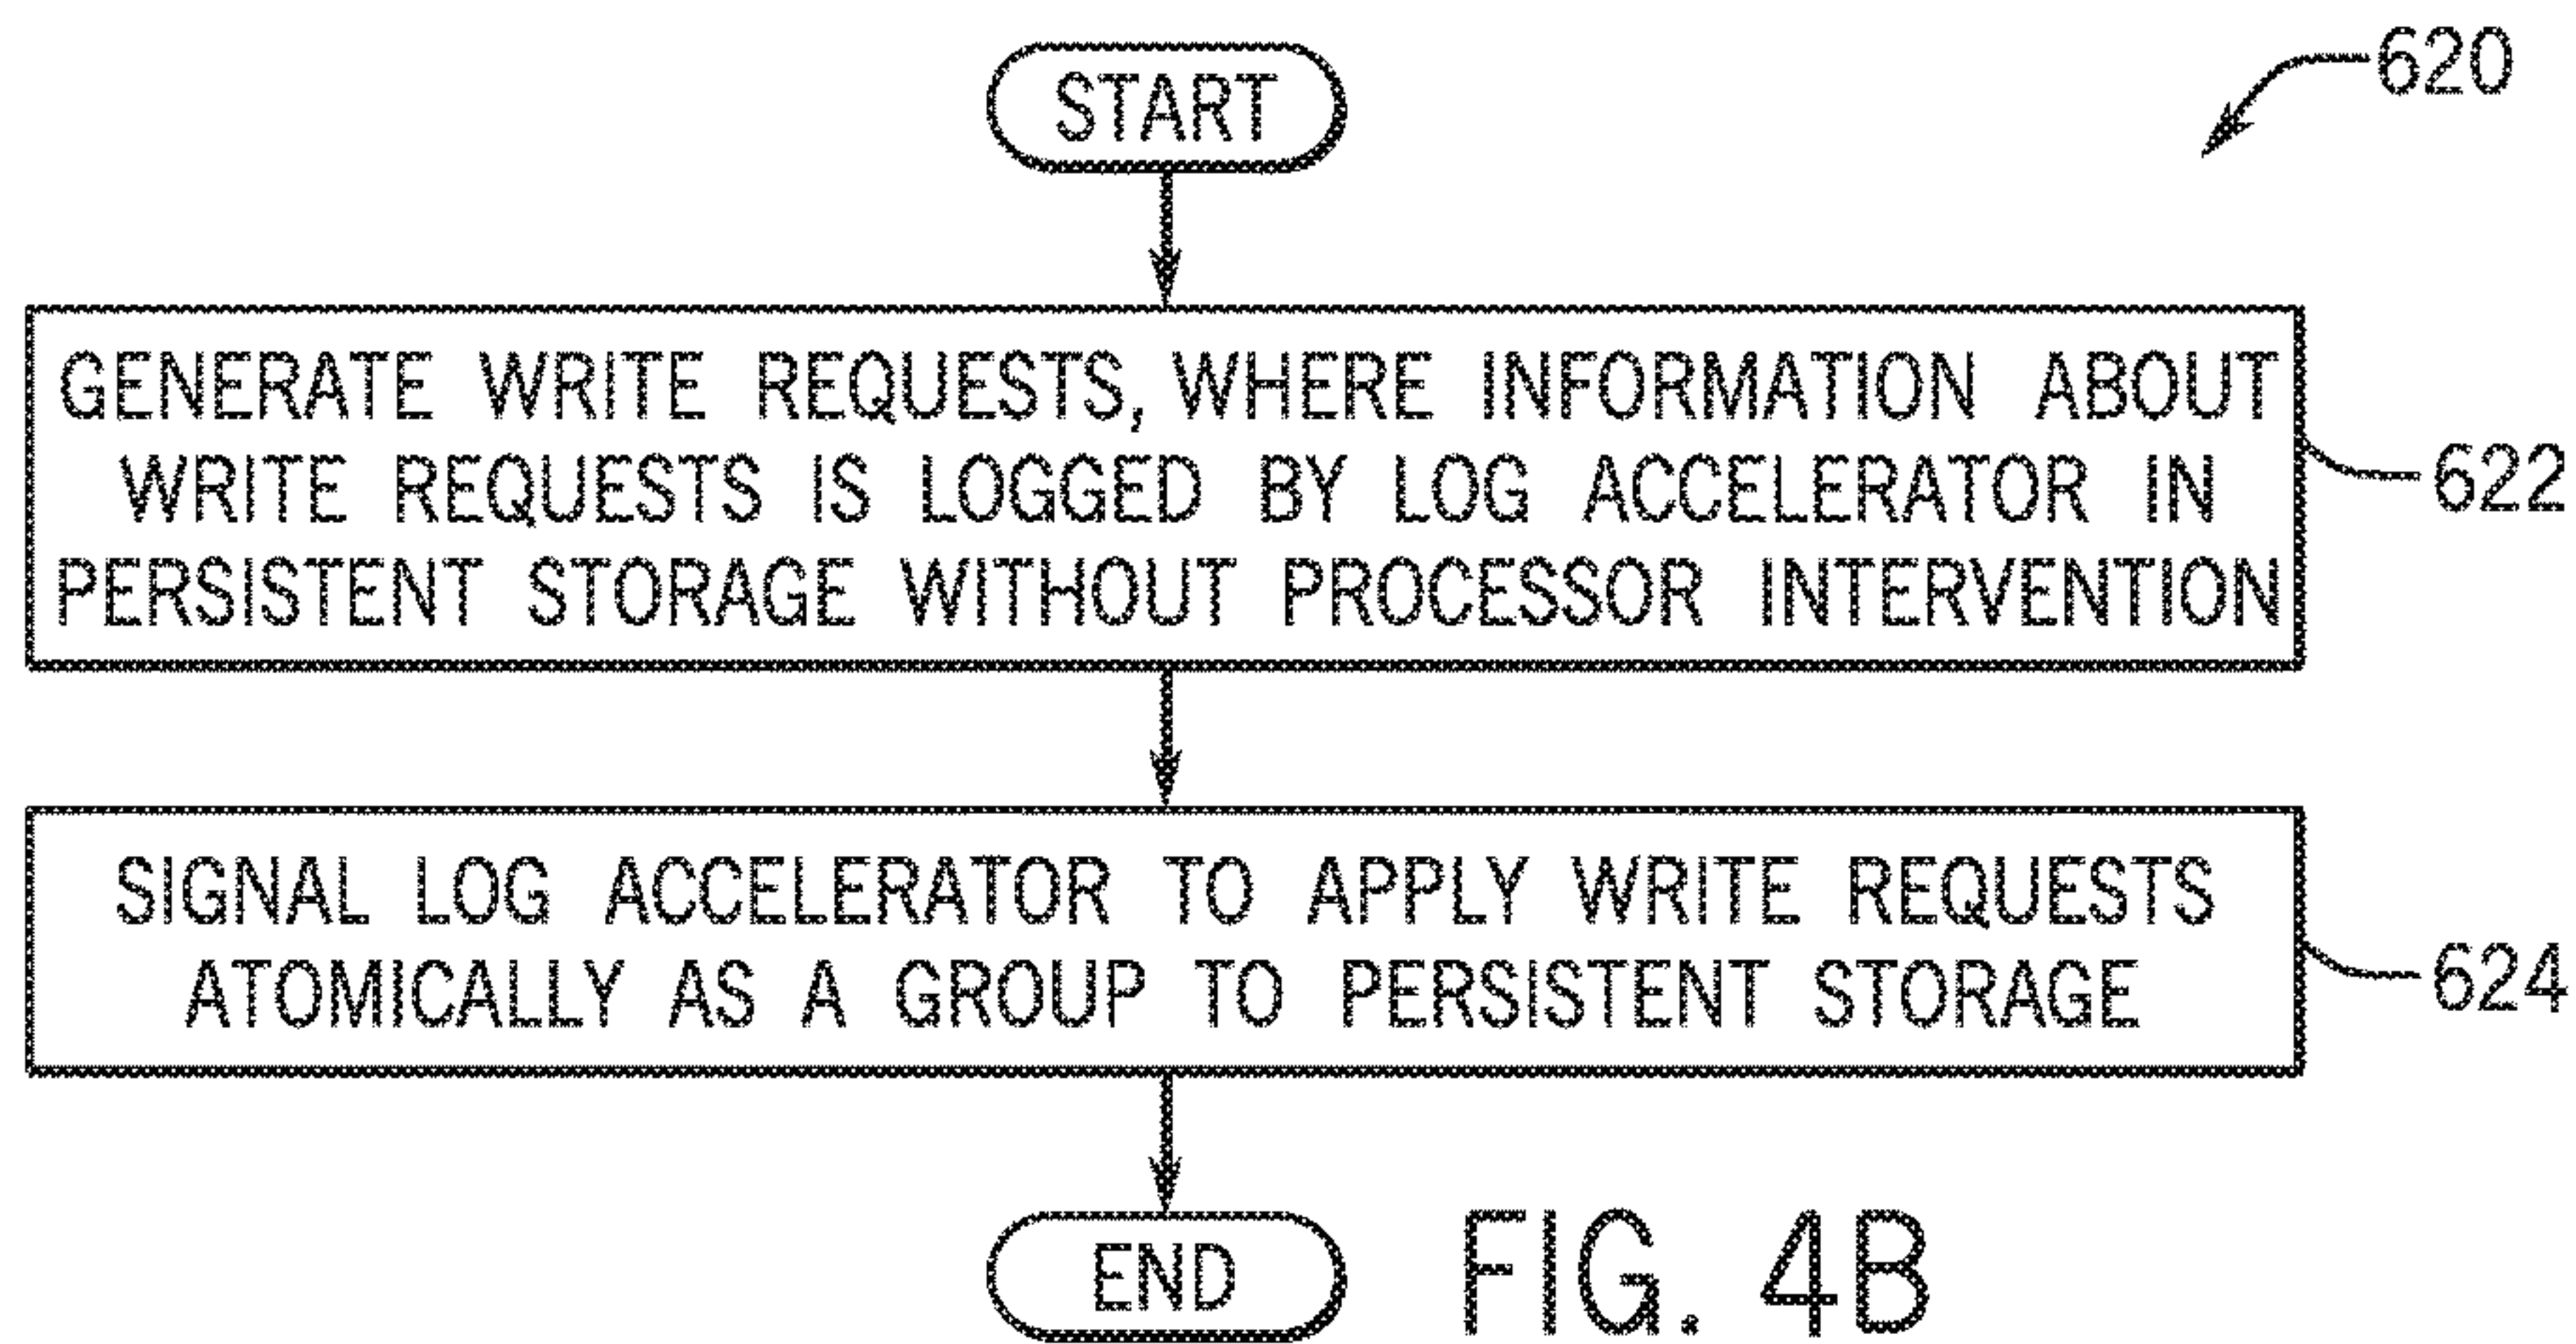 START
620
GENERATE WRITE REQUESTS, WHERE INFORMATION ABOUT
WRITE REQUESTS IS LOGGED BY LOG ACCELERATOR IN
PERSISTENT STORAGE WITHOUT PROCESSOR INTERVENTION
622
SIGNAL LOG ACCELERATOR TO APPLY WRITE REQUESTS
ATOMICALLY AS A GROUP TO PERSISTENT STORAGE
624
END
FIG. 4B